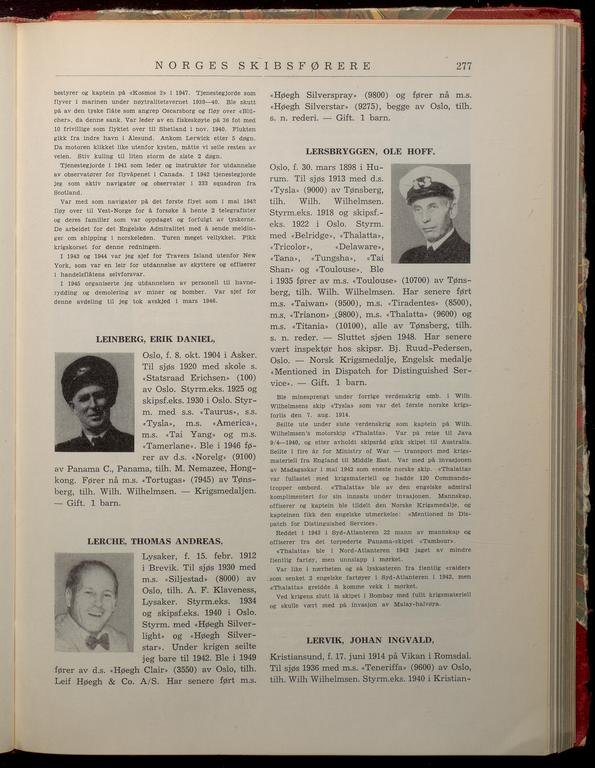 NORGES SKIBSFØRERE 277
bestyrer og kaptein på «Kosmos 2» i 1947. Tjenestegjorde som
flyver i marinen under nøytralitetsvernet 1939—40. Ble skutt
på av den tyske flåte som angrep Oscarsborg og fløy over «Blü-
cher», da denne sank. Var leder av en fiskeskøyte på 36 fot med
10 frivillige som flyktet over til Shetland i nov. 1940. Flukten
gikk fra indre havn i Ålesund. Ankom Lerwick etter 5 døgn.
Da motoren klikket like utenfor kysten, måtte vi seile resten av
veien. Stiv kuling til liten storm de siste 2 døgn.
Tjenestegjorde i 1941 som leder og instruktør for utdannelse
av observatører for flyvåpenet i Canada. I 1942 tjenestegjorde
jeg som aktiv navigatør og observatør i 333 squadron fra
Scotland.
Var med som navigatør på det første flyet som i mai 1942
fløy over til Vest-Norge for å forsøke å hente 2 telegrafister
og deres familier som var oppdaget og forfulgt av tyskerne.
De arbeidet for det Engelske Admiralitet med å sende meldin-
ger om shipping i norskeleden. Turen meget vellykket. Fikk
krigskorset for denne redningen.
I 1943 og 1944 var jeg sjef for Travers Island utenfor New
York, som var en leir for utdannelse av skyttere og offiserer
i handelsflåtens selvforsvar.
I 1945 organiserte jeg utdannelsen av personell til havne-
rydding og demolering av miner og bomber. Var sjef for
denne avdeling til jeg tok avskjed i mars 1946.
LEINBERG, ERIK DANIEL,
Oslo, f. 8. okt. 1904 i Asker.
Til sjøs 1920 med skole s.
«Statsraad Erichsen» (100)
av Oslo. Styrm.eks. 1925 og
skipsf.eks. 1930 i Oslo. Styr-
m. med s.s. «Taurus», s.s.
«Tysla», m.s. «America»,
m.s. «Tai Yang» og m.s.
«Tamerlane». Ble i 1946 fø-
rer av d.s. «Norelg» (9100)
av Panama C., Panama, tilh. M. Nemazee, Hong-
kong. Fører nå m.s. «Tortugas» (7945) av Tøns-
berg, tilh. Wilh. Wilhelmsen. — Krigsmedaljen.
— Gift. 1 barn.
LERCHE, THOMAS ANDREAS,
Lysaker, f. 15. febr. 1912
i Brevik. Til sjøs 1930 med
m.s. «Siljestad» (8000) av
Oslo, tilh. A. F. Klaveness,
Lysaker. Styrm.eks. 1934
og skipsf.eks. 1940 i Oslo.
Styrm. med «Høegh Silver-
light» og «Høegh Silver-
star». Under krigen seilte
jeg bare til 1942. Ble i 1949
fører av d.s. «Høegh Clair» (3550) av Oslo, tilh.
Leif Høegh & Co. A/S. Har senere ført m.s.
«Høegh Silverspray» (9800) og fører nå m.s.
«Høegh Silverstar» (9275), begge av Oslo, tilh.
s. n. rederi. — Gift. 1 barn.
LERSBRYGGEN, OLE HOFF,
Oslo, f. 30. mars 1898 i Hu-
rum. Til sjøs 1913 med d.s.
«Tysla» (9000) av Tønsberg,
tilh. Wilh. Wilhelmsen.
Styrm.eks. 1918 og skipsf.-
eks. 1922 i Oslo. Styrm.
med «Belridge», «Thalatta»,
«Tricolor», «Delaware»,
«Tana», «Tungsha», «Tai
Shan» og «Toulouse». Ble
i 1935 fører av m.s. «Toulouse» (10700) av Tøns-
berg, tilh. Wilh. Wilhelmsen. Har senere ført
m.s. «Taiwan» (9500), m.s. «Tiradentes» (8500),
m.s. «Trianon» (9800), m.s. «Thalatta» (9600) og
m.s. «Titania» (10100), alle av Tønsberg, tilh.
s. n. reder. — Sluttet sjøen 1948. Har senere
vært inspektør hos skipsr. Bj. Ruud-Pedersen,
Oslo. — Norsk Krigsmedalje, Engelsk medalje
«Mentioned in Dispatch for Distinguished Ser-
vice». — Gift. 1 barn.
Ble minesprengt under forrige verdenskrig omb. i Wilh.
Wilhelmsens skip «Tysla» som var det første norske krigs-
forlis den 7. aug. 1914.
Seilte ute under siste verdenskrig som kaptein på Wilh.
Wilhelmsen's motorskip «Thalatta». Var på reise til Java
9/4—1940, og etter avholdt skipsråd gikk skipet til Australia.
Seilte i fire år for Ministry of War — transport med krigs-
materiell fra England til Middle East. Var med på invasjonen
av Madagaskar i mai 1942 som eneste norske skip. «Thalatta»
var fullastet med krigsmateriell og hadde 120 Commando-
tropper ombord. «Thalatta» ble av den engelske admiral
komplimentert for sin innsats under invasjonen. Mannskap,
offiserer og kaptein ble tildelt den Norske Krigsmedalje, og
kapteinen fikk den engelske utmerkelse: «Mentioned in Dis-
patch for Distinguished Service».
Reddet i 1943 i Syd-Atlanteren 22 mann av mannskap og
offiserer fra det torpederte Panama-skipet «Tambour».
«Thalatta» ble i Nord-Atlanteren 1942 jaget av mindre
fientlig fartøy, men unnslapp i mørket.
Var like i nærheten og så lyskasteren fra fientlig «raider»
som senket 2 engelske fartøyer i Syd-Atlanteren i 1942, men
«Thalatta» greidde å komme vekk i mørket.
Ved krigens slutt lå skipet i Bombay med fullt krigsmateriell
og skulle vært med på invasjon av Malay-halvøya.
LERVIK, JOHAN INGVALD,
Kristiansund, f. 17. juni 1914 på Vikan i Romsdal.
Til sjøs 1936 med m.s. «Teneriffa» (9600) av Oslo,
tilh. Wilh Wilhelmsen. Styrm.eks. 1940 i Kristian-